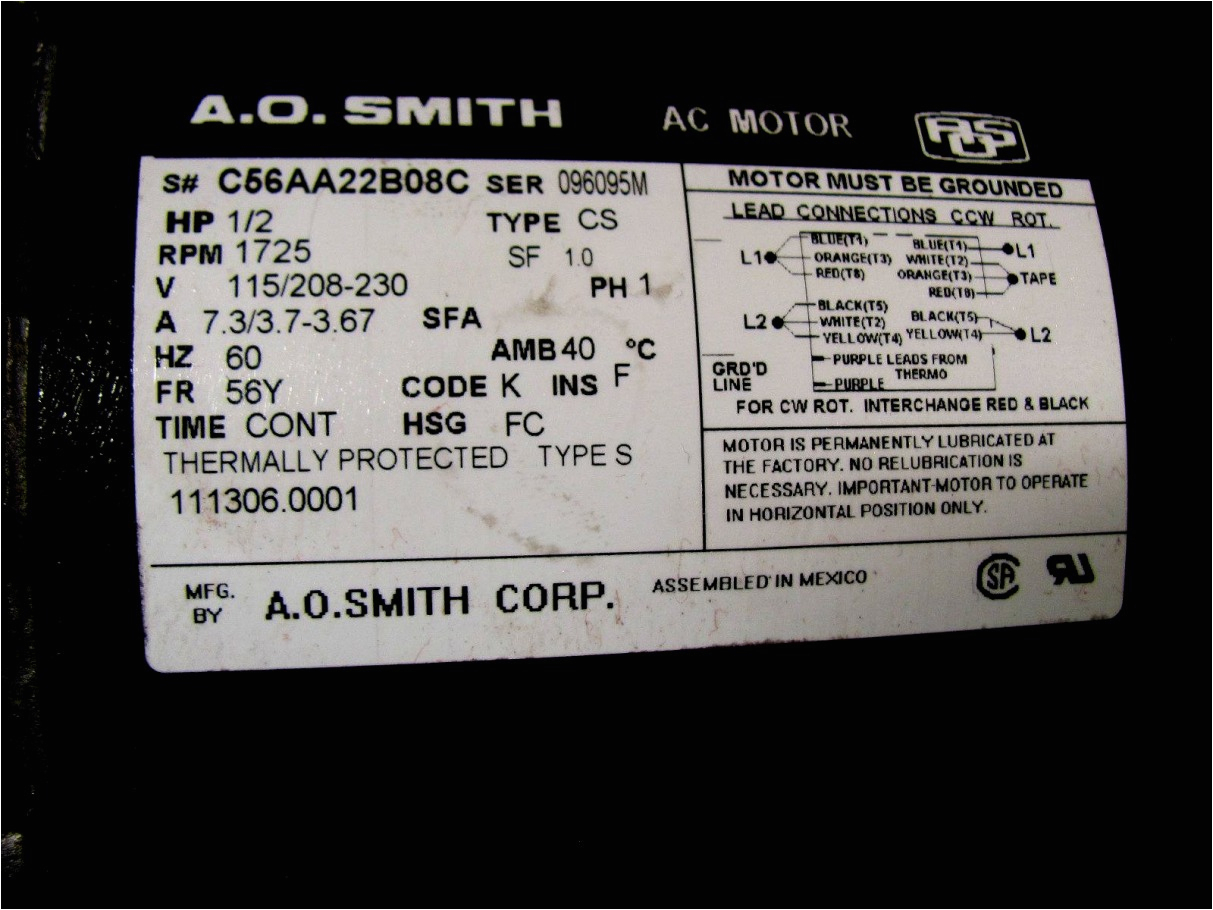 A.O. SMITH AC MOTOR AOS
S# C56AA22B08C SER 096095M
HP 1/2 TYPE CS
RPM 1725 SF 1.0
V 115/208-230 PH 1
A 7.3/3.7-3.67 SFA
HZ 60 AMB 40 °C
FR 56Y CODE K INS F
TIME CONT HSG FC
THERMALLY PROTECTED TYPE S
111306.0001
MOTOR MUST BE GROUNDED
LEAD CONNECTIONS CCW ROT.
BLUE(T1) BLUE(T1) L1
L1 ORANGE(T3) WHITE(T2)
RED(T8) ORANGE(T3) TAPE
RED(T8)
BLACK(T5)
L2 WHITE(T2) BLACK(T5)
YELLOW(T4) YELLOW(T4) L2
GRD'D LINE
PURPLE LEADS FROM
THERMO
PURPLE
FOR CW ROT. INTERCHANGE RED & BLACK
MOTOR IS PERMANENTLY LUBRICATED AT
THE FACTORY. NO RELUBRICATION IS
NECESSARY. IMPORTANT-MOTOR TO OPERATE
IN HORIZONTAL POSITION ONLY.
MFG.
BY A.O.SMITH CORP. ASSEMBLED IN MEXICO
SA RU